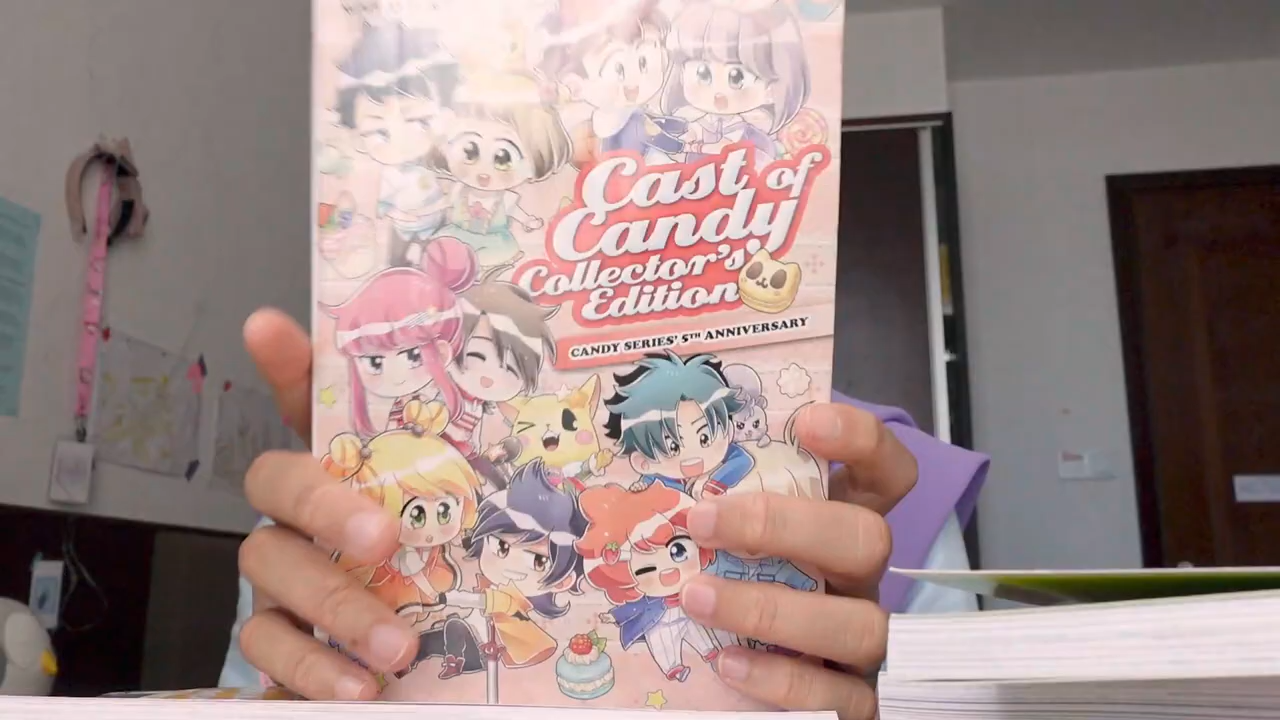 Cast of
Candy
Collector's'
Edition
CANDY SERIES' 5TH ANNIVERSARY